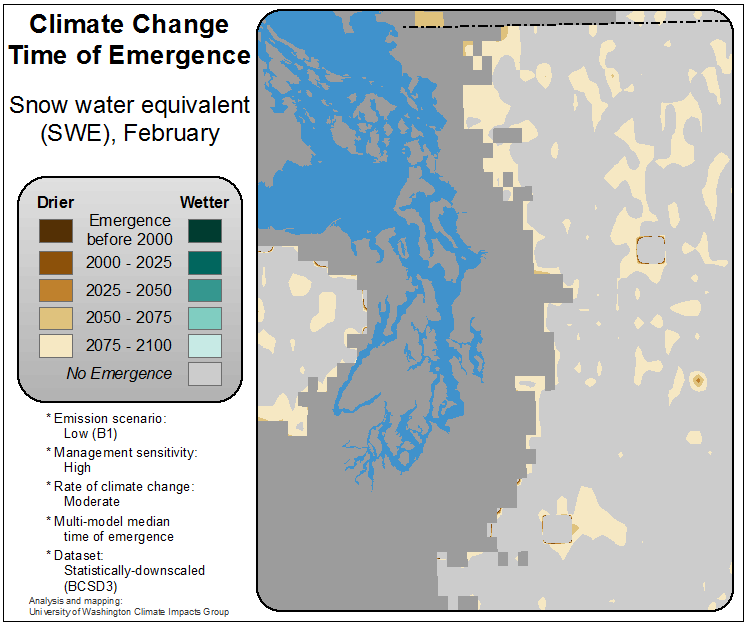 Climate Change
Time of Emergence
Snow water equivalent
(SWE), February
Drier Wetter
Emergence
before 2000
2000 - 2025
2025 - 2050
2050 - 2075
2075 - 2100
No Emergence
* Emission scenario:
Low (B1)
* Management sensitivity:
High
* Rate of climate change:
Moderate
* Multi-model median
time of emergence
* Dataset:
Statistically-downscaled
(BCSD3)
Analysis and mapping:
University of Washington Climate Impacts Group